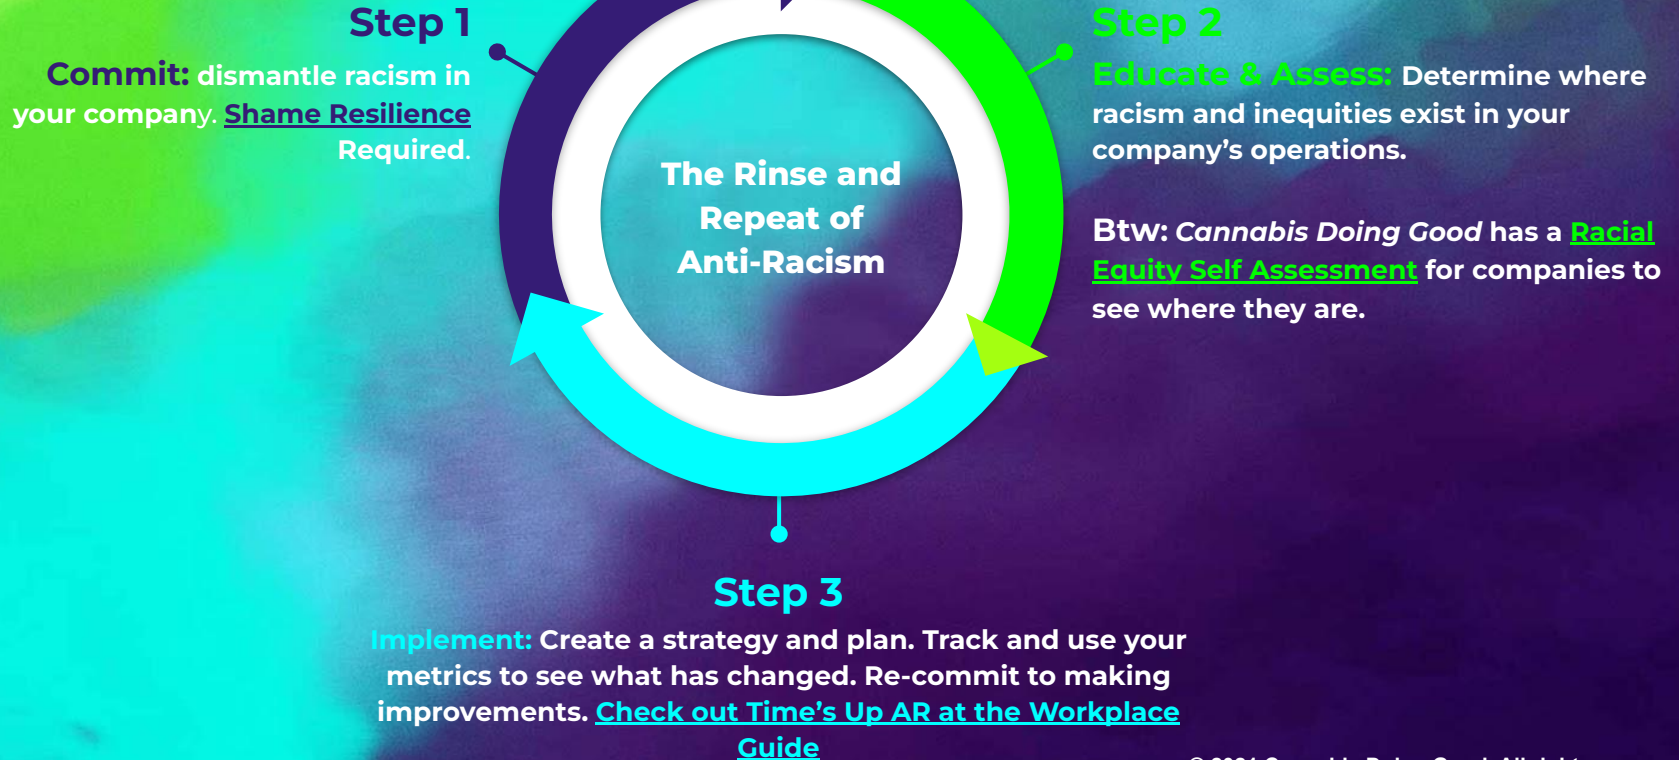 Step 1
Commit: dismantle racism in
your company. Shame Resilience
Required.
The Rinse and
Repeat of
Anti-Racism
Step 2
Educate & Assess: Determine where
racism and inequities exist in your
company's operations.
Btw: Cannabis Doing Good has a Racial
Equity Self Assessment for companies to
see where they are.
Step 3
Implement: Create a strategy and plan. Track and use your
metrics to see what has changed. Re-commit to making
improvements. Check out Time's Up AR at the Workplace
Guide